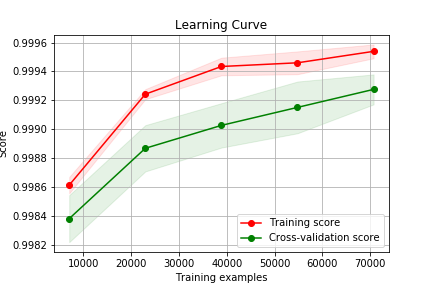 Learning Curve
0.9996
0.9994
0.9992
0.9990
0.9988
0.9986
0.9984
0.9982
Score
Training score
Cross-validation score
10000 20000 30000 40000 50000 60000 70000
Training examples